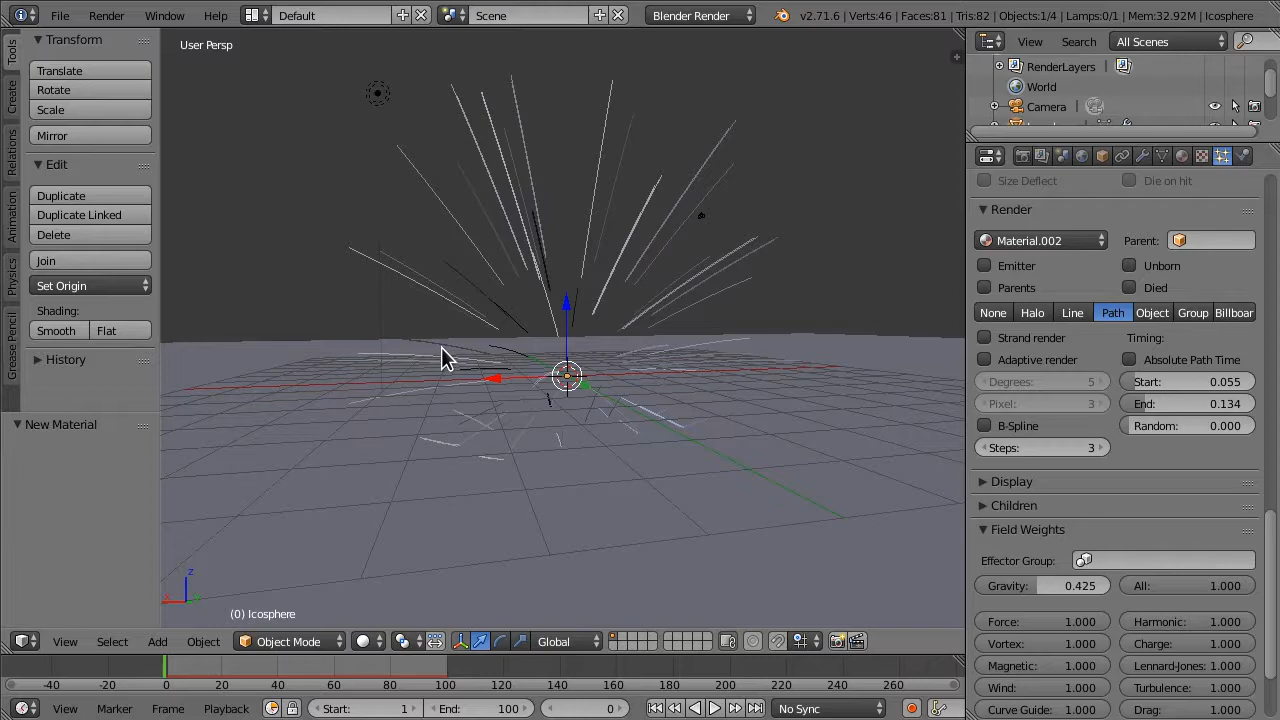 File Render Window Help Default Scene Blender Render v2.71.6 | Verts:46 | Faces:81 | Tris:82 | Objects:1/4 | Lamps:0/1 | Mem:32.92M | Icosphere
Tools
Create
Relations
Animation
Physics
Grease Pencil
Transform
Translate
Rotate
Scale
Mirror
Edit
Duplicate
Duplicate Linked
Delete
Join
Set Origin
Shading:
Smooth Flat
History
New Material
User Persp
z
x
(0) Icosphere
View Search All Scenes
RenderLayers
World
Camera
Size Deflect Die on hit
Render
Material.002 Parent:
Emitter Unborn
Parents Died
None Halo Line Path Object Group Billboar
Strand render Timing:
Adaptive render Absolute Path Time
Degrees: 5 Start: 0.055
Pixel: 3 End: 0.134
B-Spline Random: 0.000
Steps: 3
Display
Children
Field Weights
Effector Group:
Gravity: 0.425 All: 1.000
Force: 1.000 Harmonic: 1.000
Vortex: 1.000 Charge: 1.000
Magnetic: 1.000 Lennard-Jones: 1.000
Wind: 1.000 Turbulence: 1.000
Curve Guide: 1.000 Drag: 1.000
View Select Add Object Object Mode Global
-40 -20 0 20 40 60 80 100 120 140 160 180 200 220 240 260
View Marker Frame Playback Start: 1 End: 100 0 No Sync